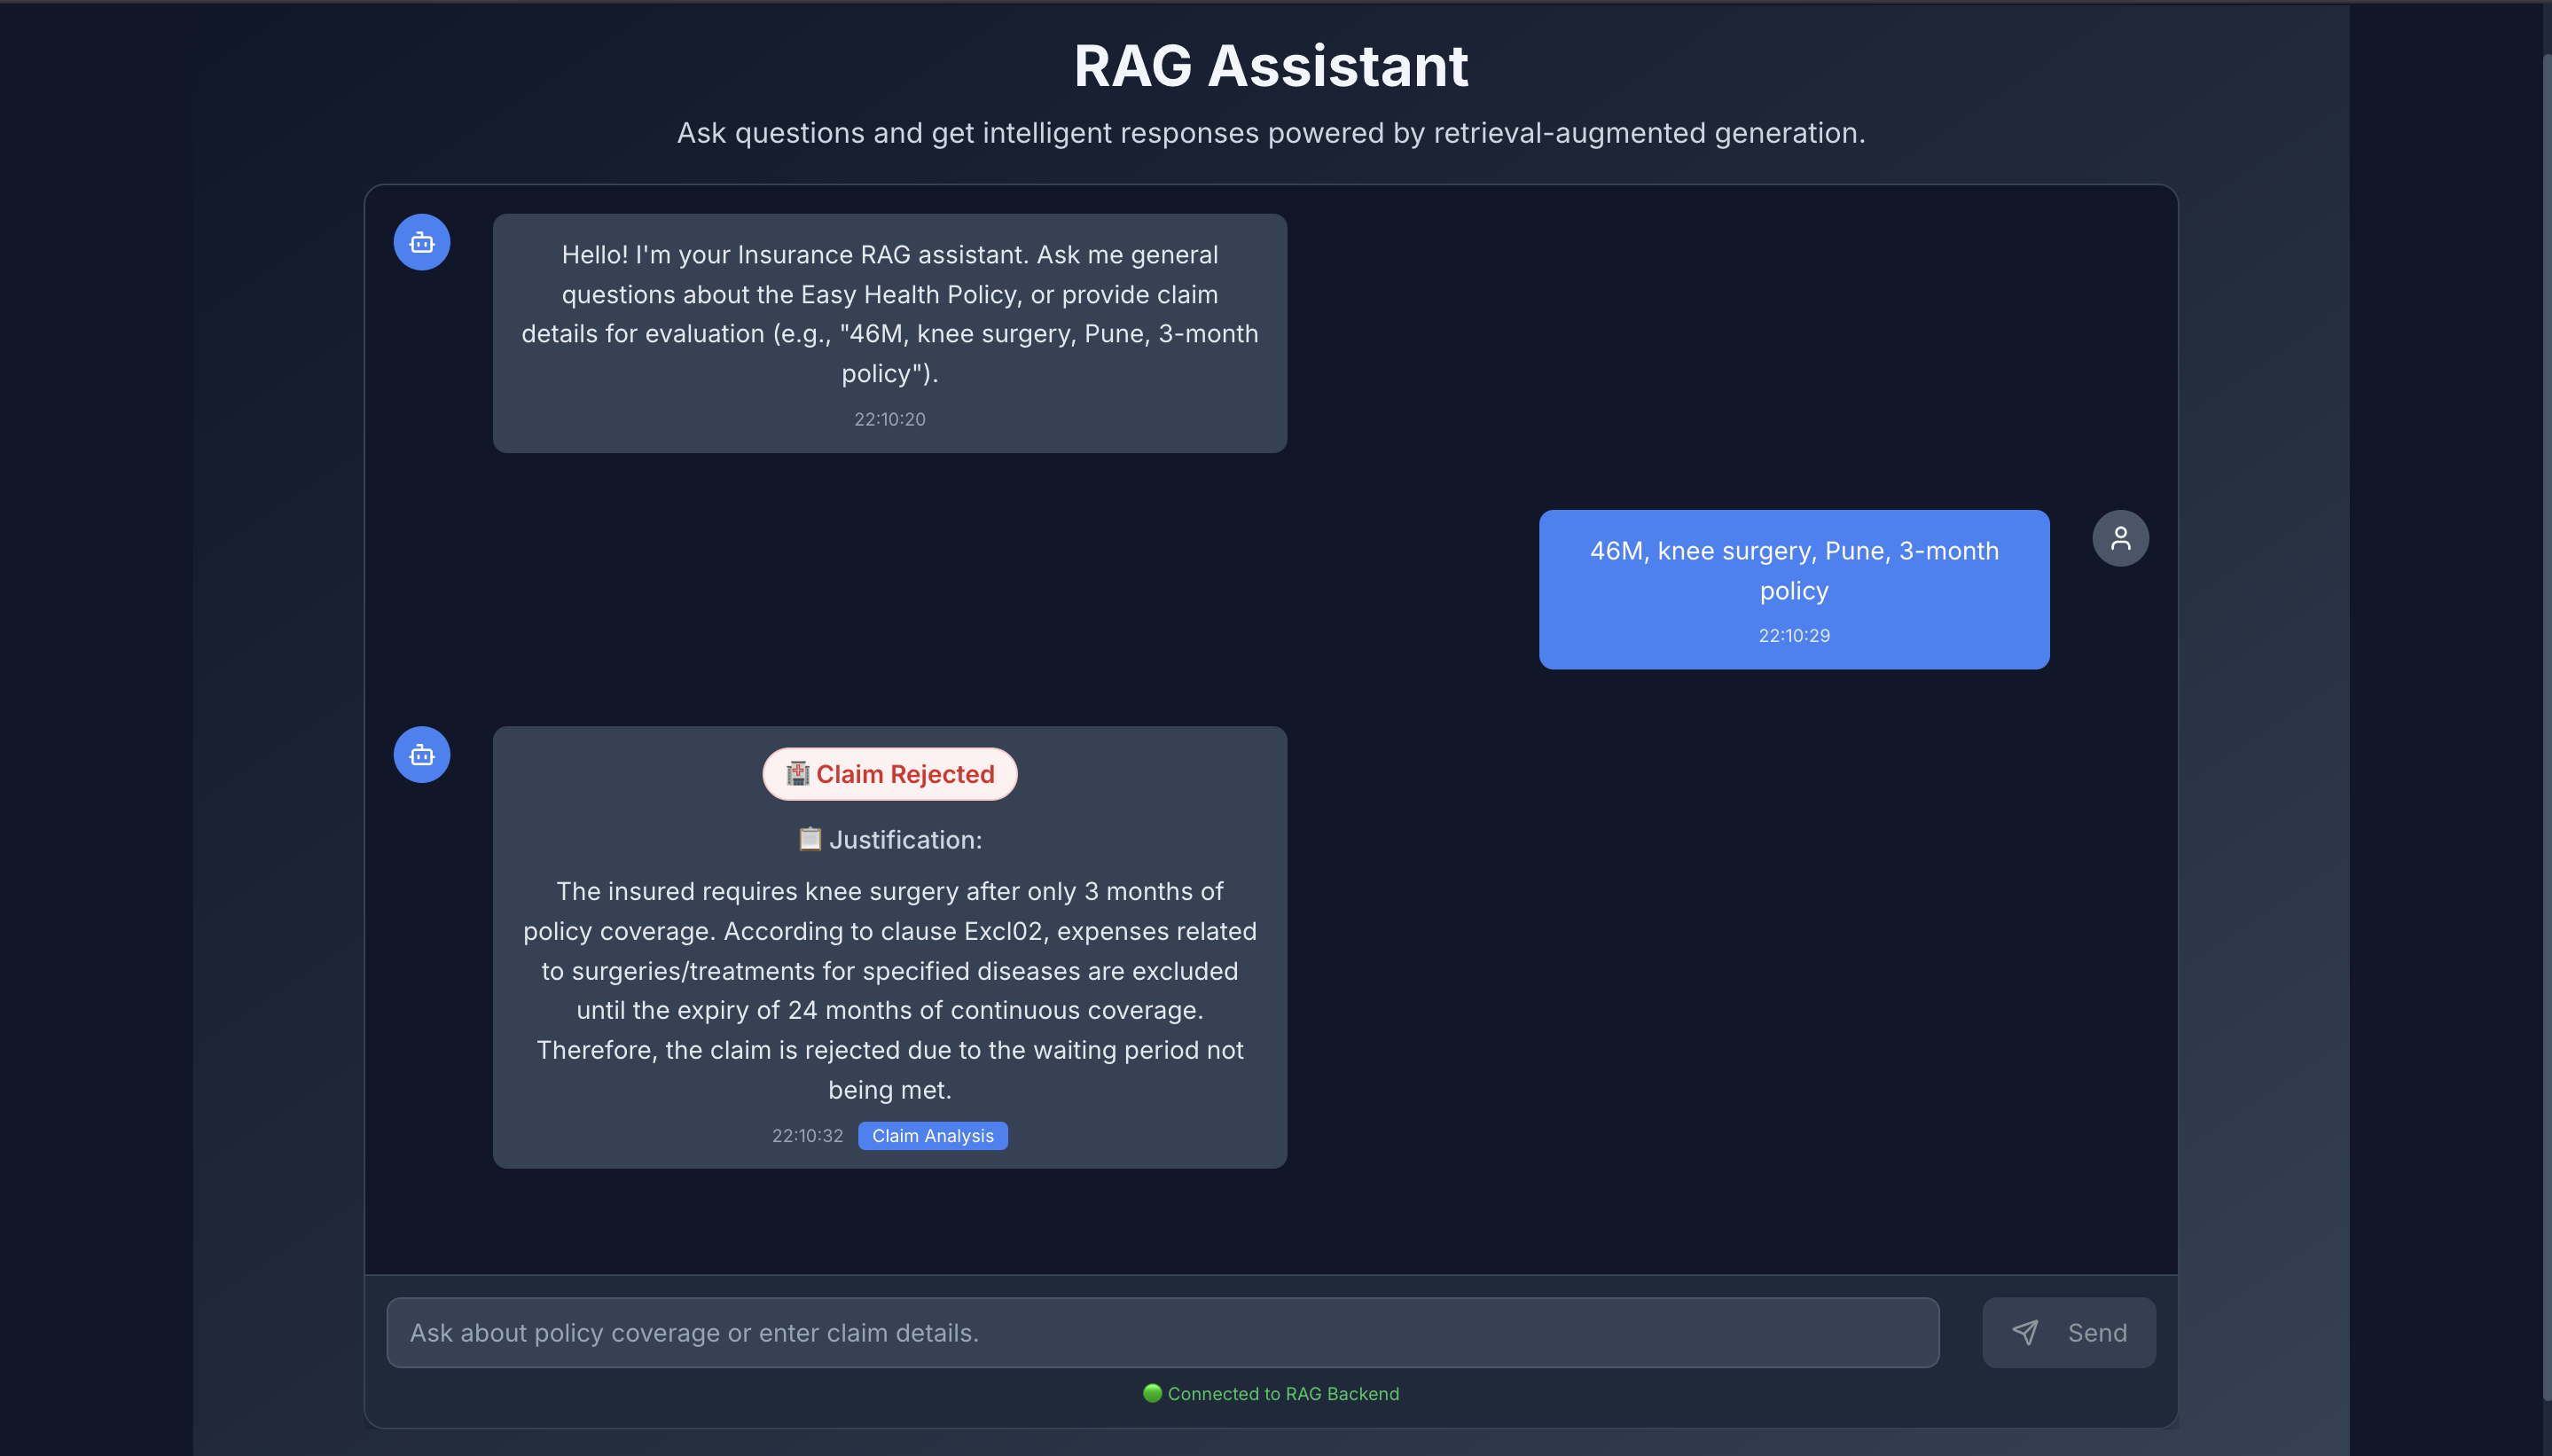 RAG Assistant
Ask questions and get intelligent responses powered by retrieval-augmented generation.
Hello! I'm your Insurance RAG assistant. Ask me general
questions about the Easy Health Policy, or provide claim
details for evaluation (e.g., "46M, knee surgery, Pune, 3-month
policy").
22:10:20
46M, knee surgery, Pune, 3-month
policy
22:10:29
🏥 Claim Rejected
📋 Justification:
The insured requires knee surgery after only 3 months of
policy coverage. According to clause Excl02, expenses related
to surgeries/treatments for specified diseases are excluded
until the expiry of 24 months of continuous coverage.
Therefore, the claim is rejected due to the waiting period not
being met.
22:10:32 Claim Analysis
Ask about policy coverage or enter claim details.
Send
🟢 Connected to RAG Backend